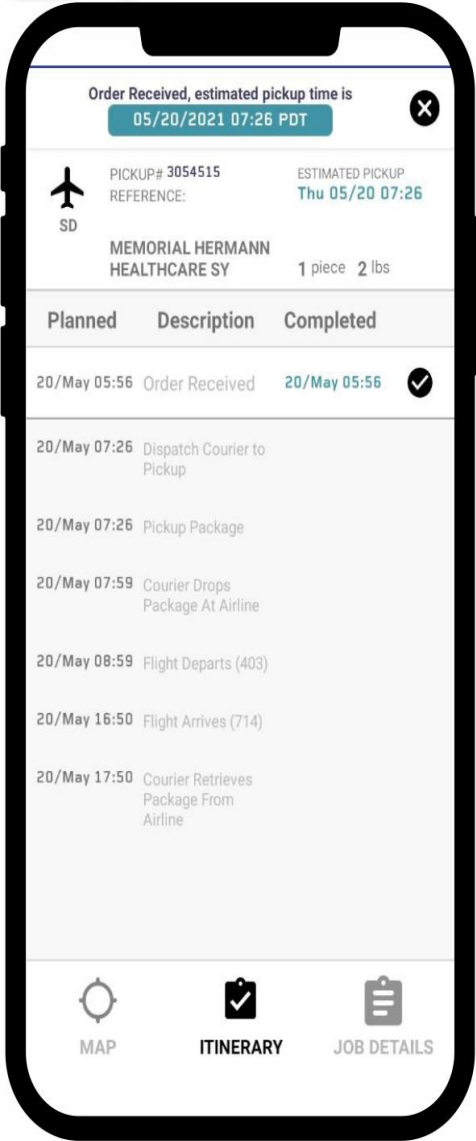 Order Received, estimated pickup time is
05/20/2021 07:26 PDT
PICKUP# 3054515
REFERENCE:
ESTIMATED PICKUP
Thu 05/20 07:26
SD
MEMORIAL HERMANN
HEALTHCARE SY
1 piece 2 lbs
Planned Description Completed
20/May 05:56 Order Received 20/May 05:56
20/May 07:26 Dispatch Courier to
Pickup
20/May 07:26 Pickup Package
20/May 07:59 Courier Drops
Package At Airline
20/May 08:59 Flight Departs (403)
20/May 16:50 Flight Arrives (714)
20/May 17:50 Courier Retrieves
Package From
Airline
MAP ITINERARY JOB DETAILS